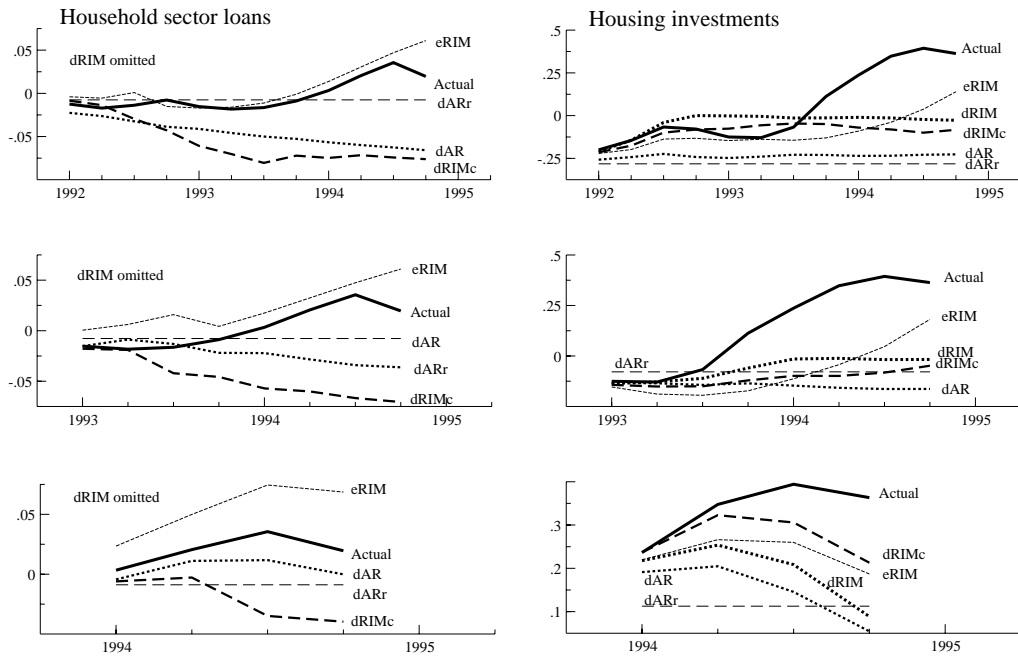 Household sector loans
.05
0
-.05
dRIM omitted
eRIM
Actual
dARr
dAR
dRIMc
1992
1993
1994
1995
Housing investments
.5
.25
0
-.25
Actual
eRIM
dRIM
dRIMc
dAR
dARr
1992
1993
1994
1995
.05
0
-.05
dRIM omitted
eRIM
Actual
dAR
dARr
dRIMc
1993
1994
1995
.5
.25
0
Actual
eRIM
dARr
dRIM
dRIMc
dAR
1993
1994
1995
.05
0
dRIM omitted
eRIM
Actual
dAR
dARr
dRIMc
1994
1995
.3
.2
.1
Actual
dRIMc
eRIM
dRIM
dAR
dARr
1994
1995